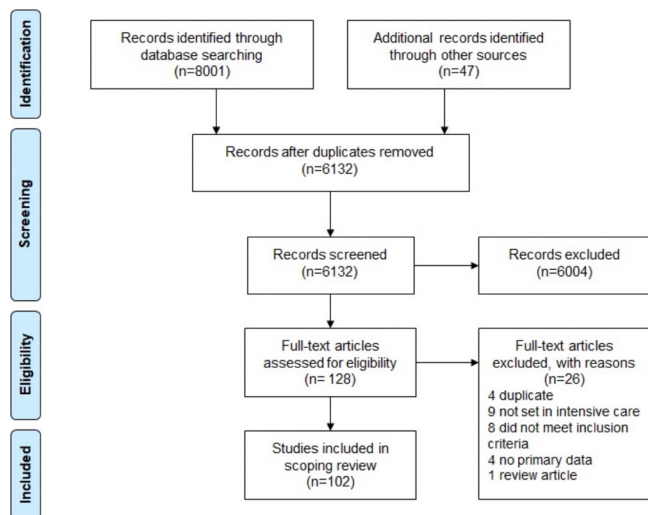 Identification
Records identified through
database searching
(n=8001)
Additional records identified
through other sources
(n=47)
Screening
Records after duplicates removed
(n=6132)
Records screened
(n=6132)
Records excluded
(n=6004)
Eligibility
Full-text articles
assessed for eligibility
(n= 128)
Full-text articles
excluded, with reasons
(n=26)
4 duplicate
9 not set in intensive care
8 did not meet inclusion
criteria
4 no primary data
1 review article
Included
Studies included in
scoping review
(n=102)